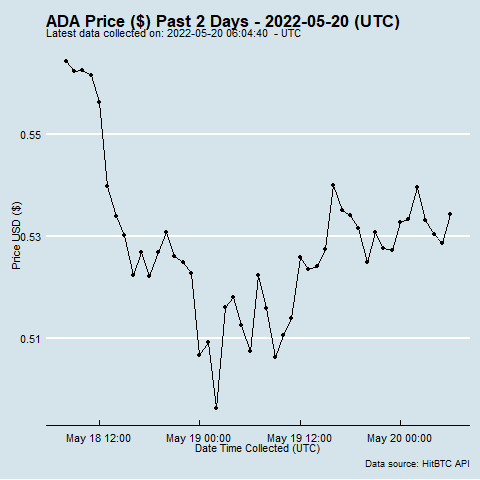 ADA Price ($) Past 2 Days - 2022-05-20 (UTC)
Latest data collected on: 2022-05-20 06:04:40 - UTC
0.55
0.53
0.51
Price USD ($)
May 18 12:00
May 19 00:00
May 19 12:00
May 20 00:00
Date Time Collected (UTC)
Data source: HitBTC API